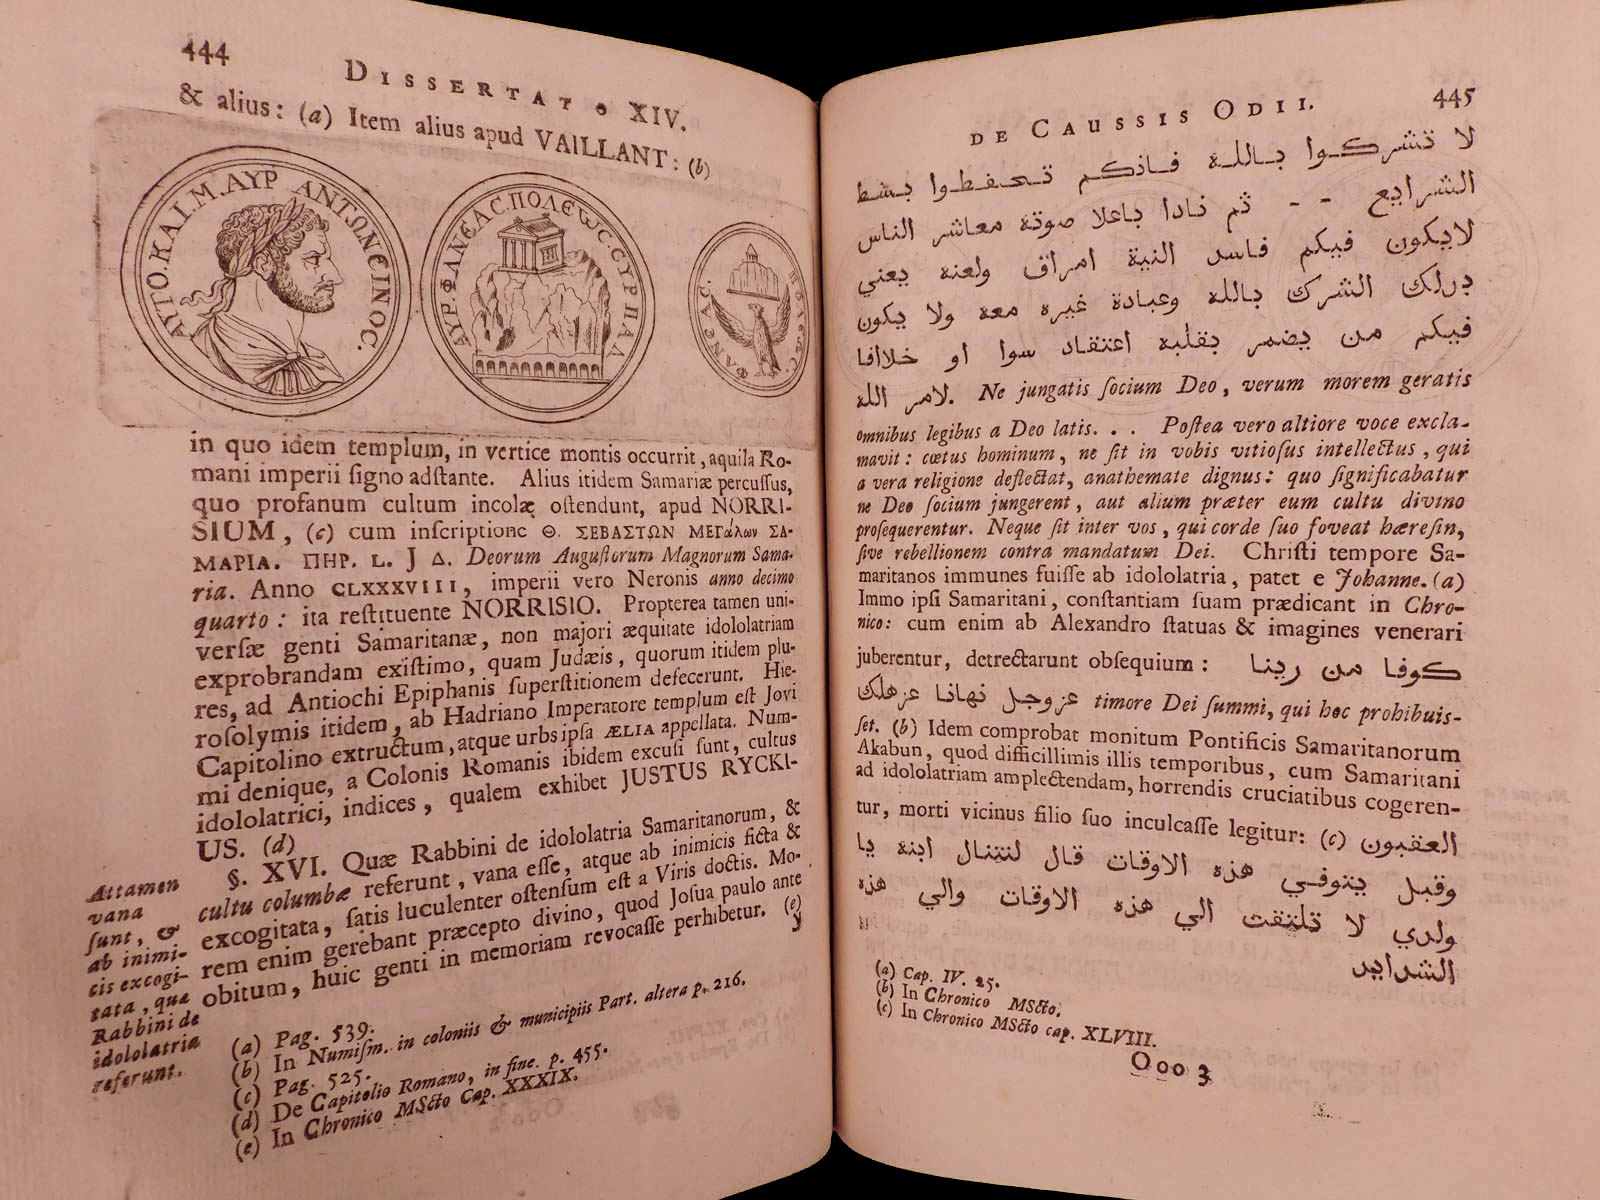 444
DISSERTATIO XIV.
& alius: (a) Item alius apud VAILLANT: (b)
ΑΥΤΟ.ΚΑΙ.Μ.ΑΥΡ ΑΝΤΩΝΕΙΝΟC.
ΑΥΡ.ΦΛ.ΝΕΑC.ΠΟΛΕωC.CΥΡ.ΠΑΛ
ΦΛ ΝΕΑC.
in quo idem templum, in vertice montis occurrit, aquila Ro-
mani imperii ſigno adſtante. Alius itidem Samariæ percuſſus,
quo profanum cultum incolæ oſtendunt, apud NORRI-
SIUM, (c) cum inſcriptione Θ. ΣΕΒΑΣΤΩΝ ΜΕΓάλων ΣΑ-
ΜΑΡΙΑ. ΠΗΡ. L. J Δ. Deorum Auguſtorum Magnorum Sama-
ria. Anno CLXXXVIII, imperii vero Neronis anno decimo
quarto: ita reſtituente NORRISIO. Propterea tamen uni-
verſæ genti Samaritanæ, non majori æquitate idololatriam
exprobrandam exiſtimo, quam Judæis, quorum itidem plu-
res, ad Antiochi Epiphanis ſuperſtitionem defecerunt. Hie-
roſolymis itidem, ab Hadriano Imperatore templum eſt Jovi
Capitolino extructum, atque urbs ipſa ÆLIA appellata. Num-
mi denique, a Colonis Romanis ibidem excuſi ſunt, cultus
idololatrici, indices, qualem exhibet JUSTUS RYCKI-
US. (d)
§. XVI. Quæ Rabbini de idololatria Samaritanorum, &
cultu columbæ referunt, vana eſſe, atque ab inimicis ficta &
excogitata, ſatis luculenter oſtenſum eſt a Viris doctis. Mo-
rem enim gerebant præcepto divino, quod Joſua paulo ante
obitum, huic genti in memoriam revocaſſe perhibetur. (e)
Attamen
vana
ſunt, &
ab inimi-
cis excogi-
tata, quæ
Rabbini de
idololatria
referunt.
(a) Pag. 539.
(b) In Numiſm. in coloniis & municipiis Part. altera p. 216.
(c) Pag. 525.
(d) De Capitolio Romano, in fine. p. 455.
(e) In Chronico MScto Cap. XXXIX.
DE CAUSSIS ODII.
445
لا تشركوا بالله فانكم تحفظوا بشط
الشرايع - - ثم نادا باعلا صوته معاشر الناس
لايكون فيكم فاسد النية امراق ولعنه يعني
بذلك الشرك بالله وعبادة غيره معه ولا يكون
فيكم من يضمر بقلبه اعتقاد سوا او خلاافا
لامر الله. Ne jungatis ſocium Deo, verum morem geratis
omnibus legibus a Deo latis. . . Poſtea vero altiore voce excla-
mavit: cœtus hominum, ne ſit in vobis vitioſus intellectus, qui
a vera religione deflectat, anathemate dignus: quo ſignificabatur
ne Deo ſocium jungerent, aut alium præter eum cultu divino
proſequerentur. Neque ſit inter vos, qui corde ſuo foveat hæreſin,
ſive rebellionem contra mandatum Dei. Chriſti tempore Sa-
maritanos immunes fuiſſe ab idololatria, patet e Johanne. (a)
Immo ipſi Samaritani, conſtantiam ſuam prædicant in Chro-
nico: cum enim ab Alexandro ſtatuas & imagines venerari
juberentur, detrectarunt obſequium: كوفا من ربنا
عزوجل نهانا عزهلك timore Dei ſummi, qui hoc prohibuiſ-
ſet. (b) Idem comprobat monitum Pontificis Samaritanorum
Akabun, quod difficillimis illis temporibus, cum Samaritani
ad idololatriam amplectendam, horrendis cruciatibus cogeren-
tur, morti vicinus filio ſuo inculcaſſe legitur: (c) العقبون
وقبل يتوفي هذه الاوقات قال لنتنال ابنه يا
ولدي لا تلتفت الي هذه الاوقات والي هذه
الشدايد
(a) Cap. IV. 25.
(b) In Chronico MScto.
(c) In Chronico MScto cap. XLVIII.
Ooo 3